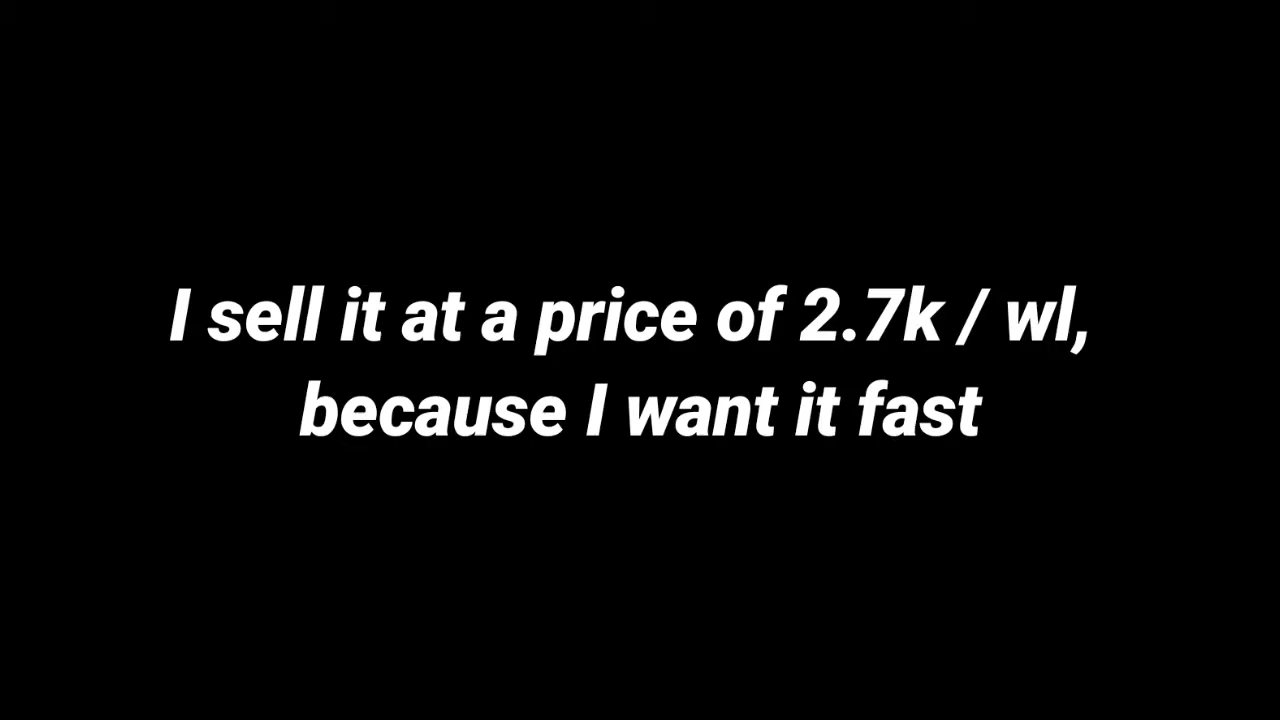 I sell it at a price of 2.7k / wl,
because I want it fast